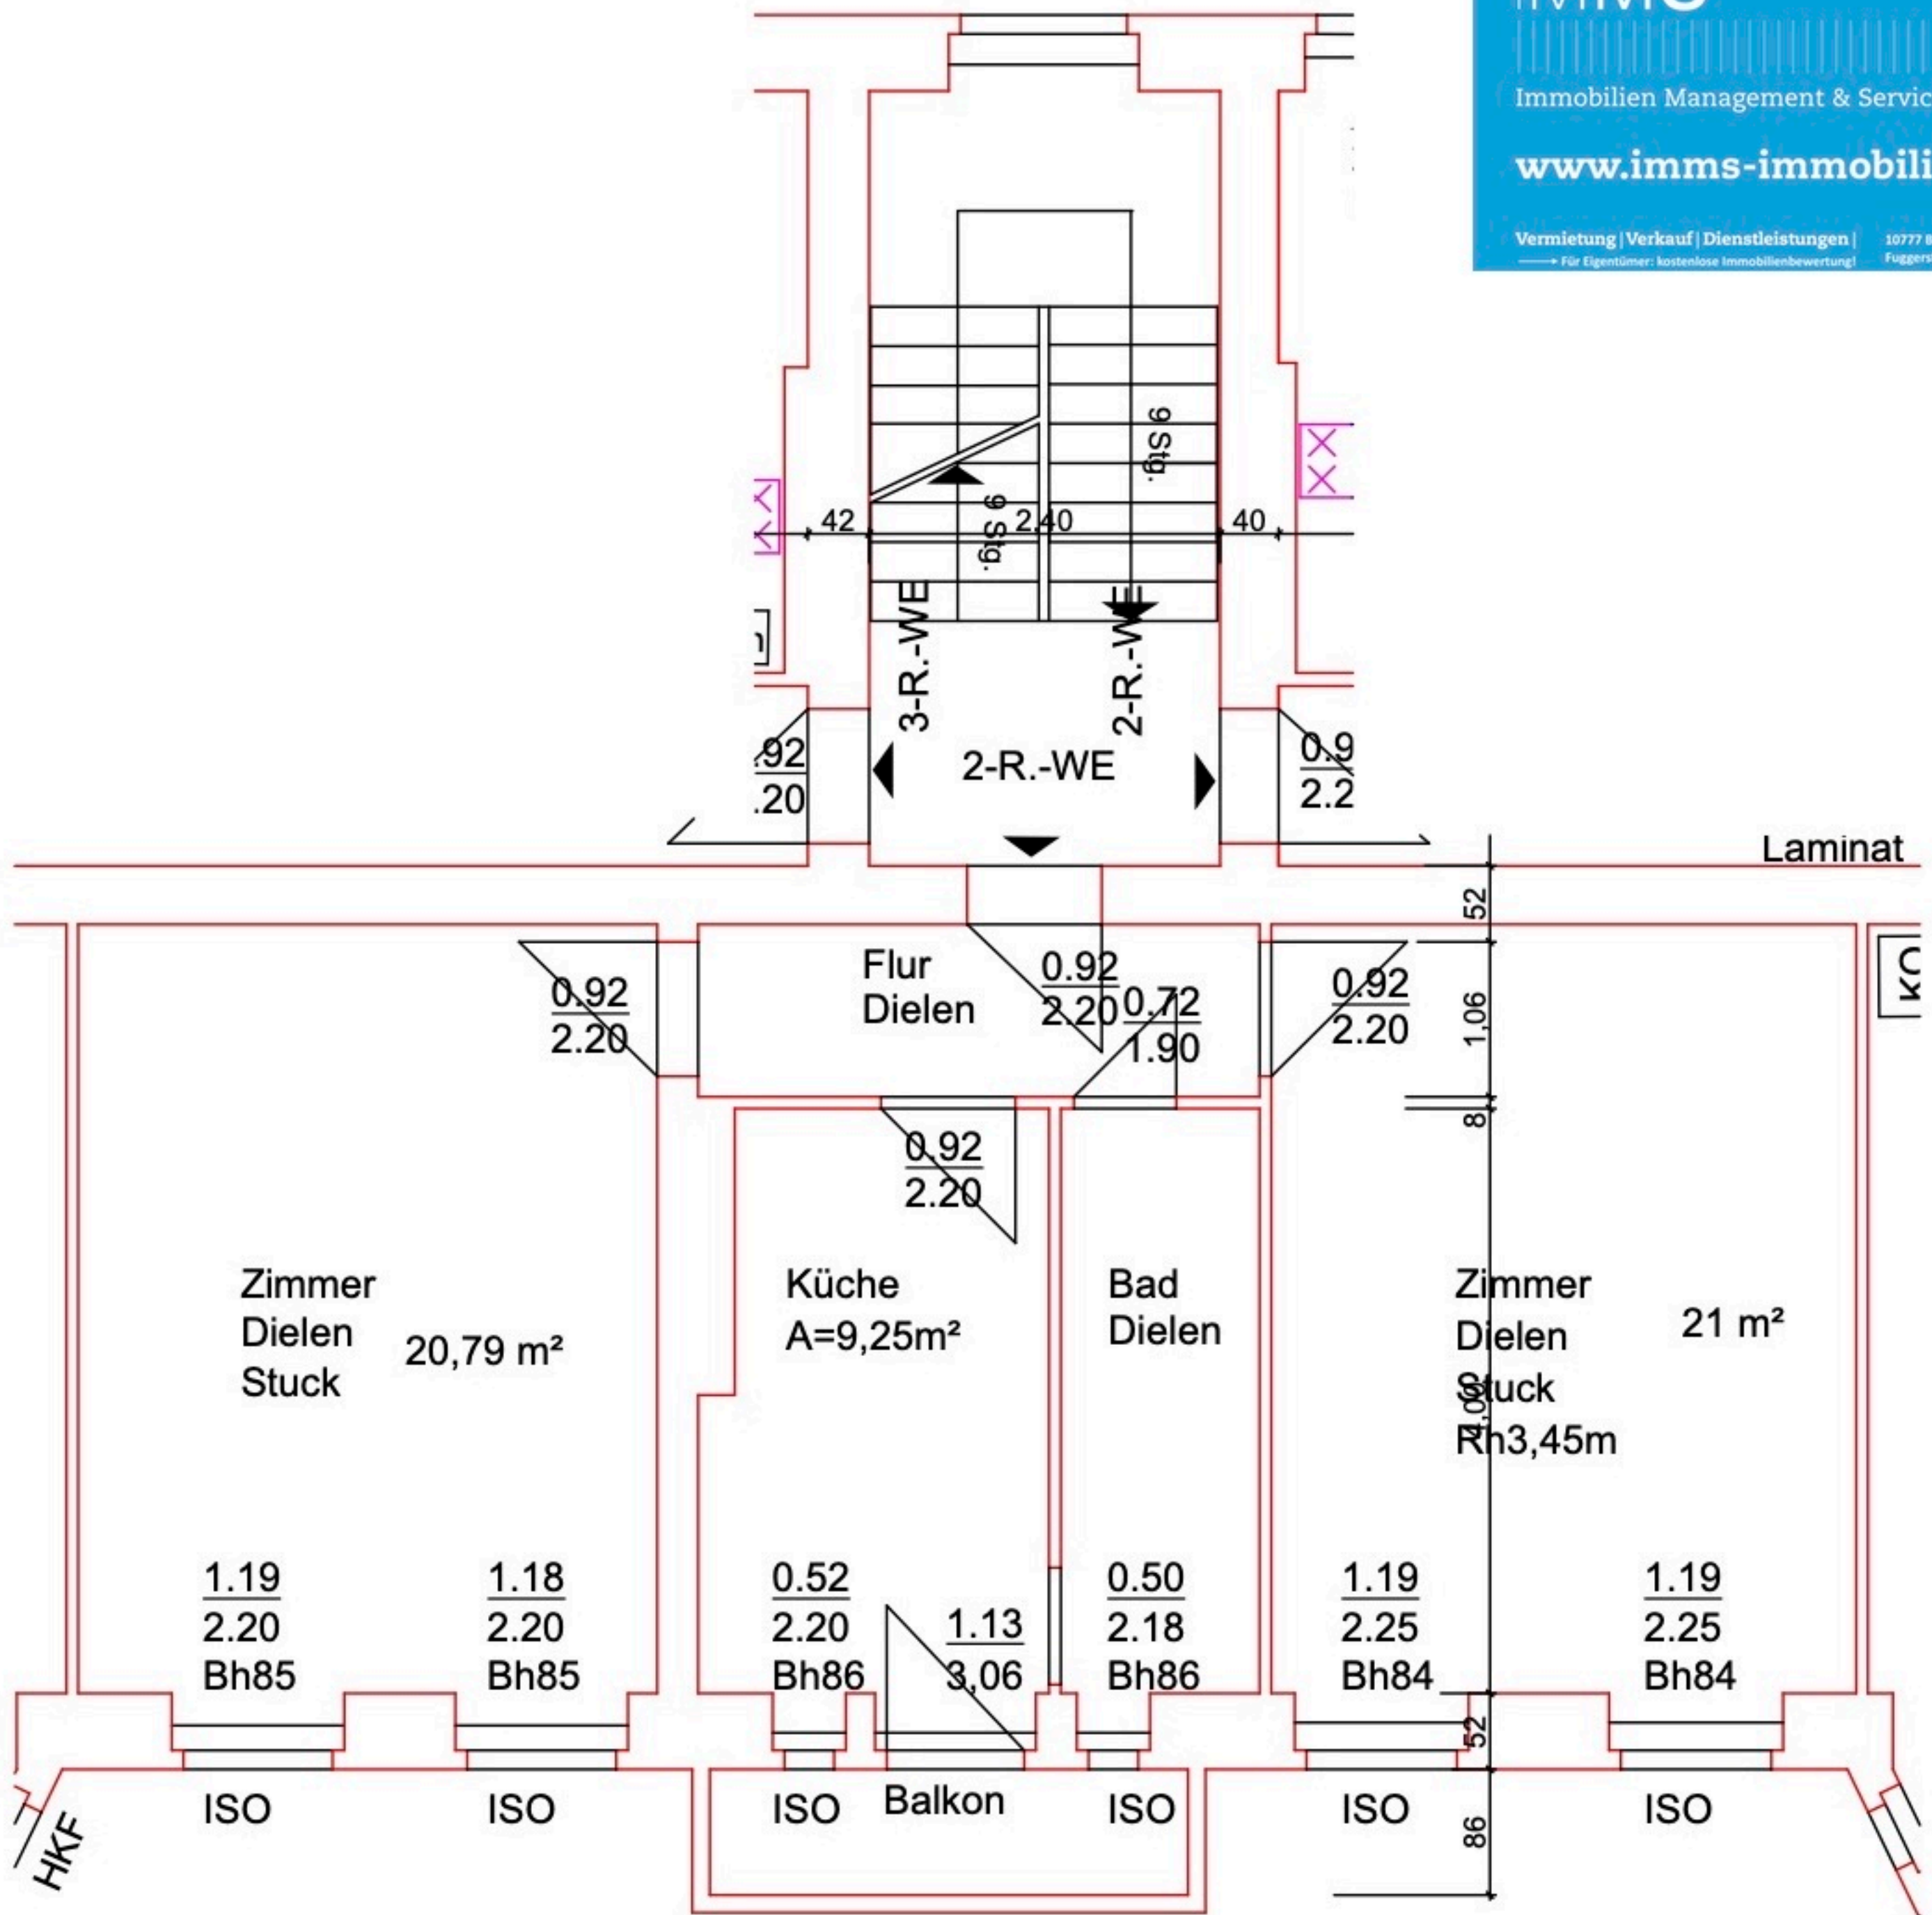 Immobilien Management & Servic
www.imms-immobili
Vermietung|Verkauf|Dienstleistungen|
10777 B
Für Eigentümer: kostenlose Immobilienbewertung!
Fuggers
9 Stg.
9 Stg.
42
2,40
40
3-R.-WE
2-R.-WE
2-R.-WE
.92
.20
0.9
2.2
Laminat
52
Flur
Dielen
0.92
2.20
0.92
2.20
0.72
1.90
0.92
2.20
1,06
8
0.92
2.20
Zimmer
Dielen
Stuck
20,79 m²
Küche
A=9,25m²
Bad
Dielen
Zimmer
Dielen
Stuck
Rh3,45m
21 m²
1.19
2.20
Bh85
1.18
2.20
Bh85
0.52
2.20
Bh86
1.13
3,06
0.50
2.18
Bh86
1.19
2.25
Bh84
1.19
2.25
Bh84
52
ISO
ISO
ISO
Balkon
ISO
ISO
ISO
86
HKF